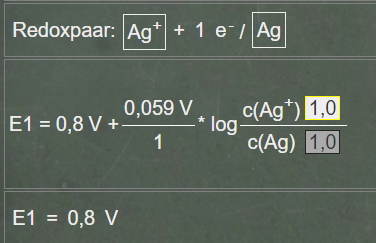 Redoxpaar: Ag⁺ + 1 e⁻ / Ag
E1 = 0,8 V + 0,059 V / 1 * log c(Ag⁺) 1,0 / c(Ag) 1,0
E1 = 0,8 V